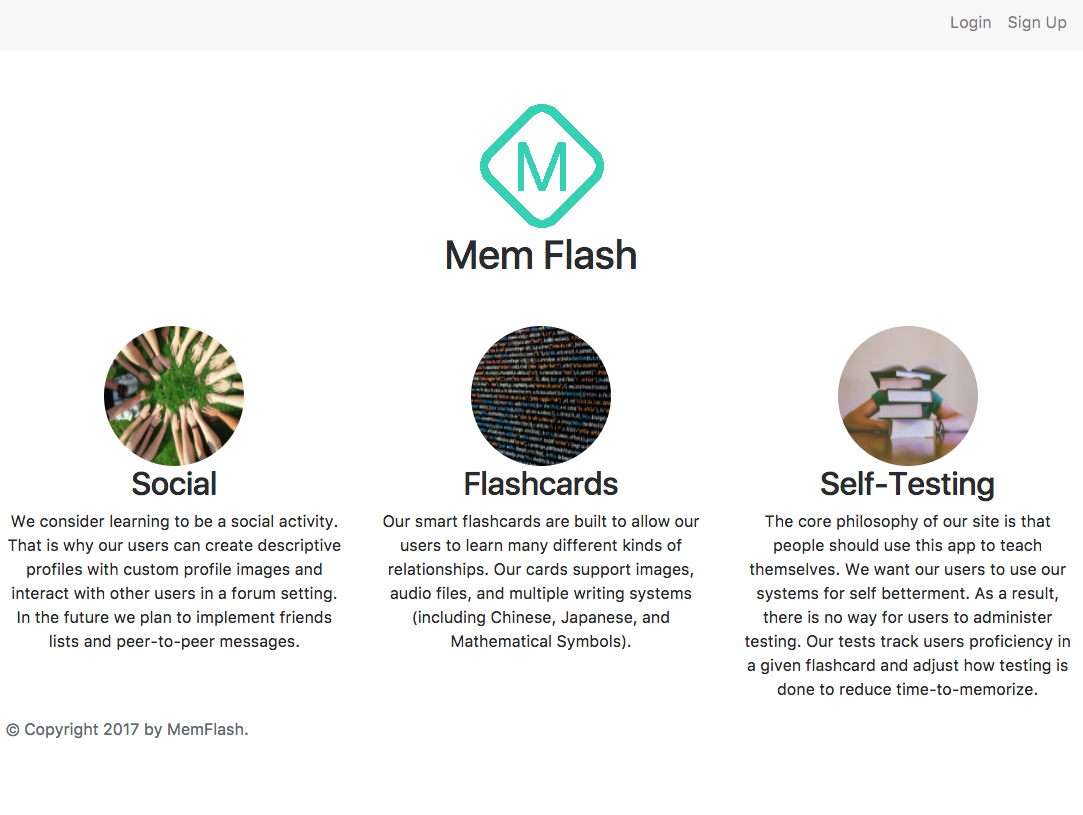 Login Sign Up
M
Mem Flash
Social
We consider learning to be a social activity.
That is why our users can create descriptive
profiles with custom profile images and
interact with other users in a forum setting.
In the future we plan to implement friends
lists and peer-to-peer messages.
Flashcards
Our smart flashcards are built to allow our
users to learn many different kinds of
relationships. Our cards support images,
audio files, and multiple writing systems
(including Chinese, Japanese, and
Mathematical Symbols).
Self-Testing
The core philosophy of our site is that
people should use this app to teach
themselves. We want our users to use our
systems for self betterment. As a result,
there is no way for users to administer
testing. Our tests track users proficiency in
a given flashcard and adjust how testing is
done to reduce time-to-memorize.
© Copyright 2017 by MemFlash.